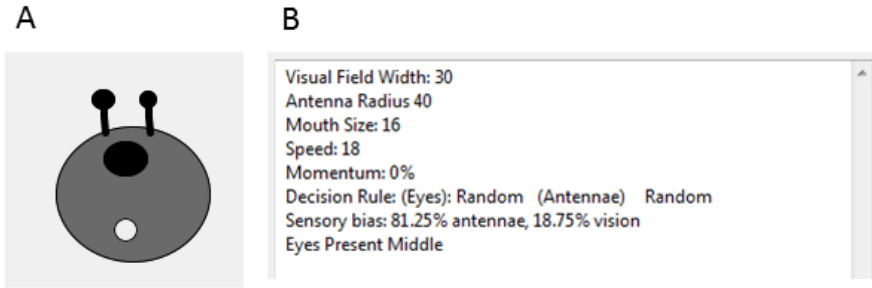 A
B
Visual Field Width: 30
Antenna Radius 40
Mouth Size: 16
Speed: 18
Momentum: 0%
Decision Rule: (Eyes): Random (Antennae) Random
Sensory bias: 81.25% antennae, 18.75% vision
Eyes Present Middle